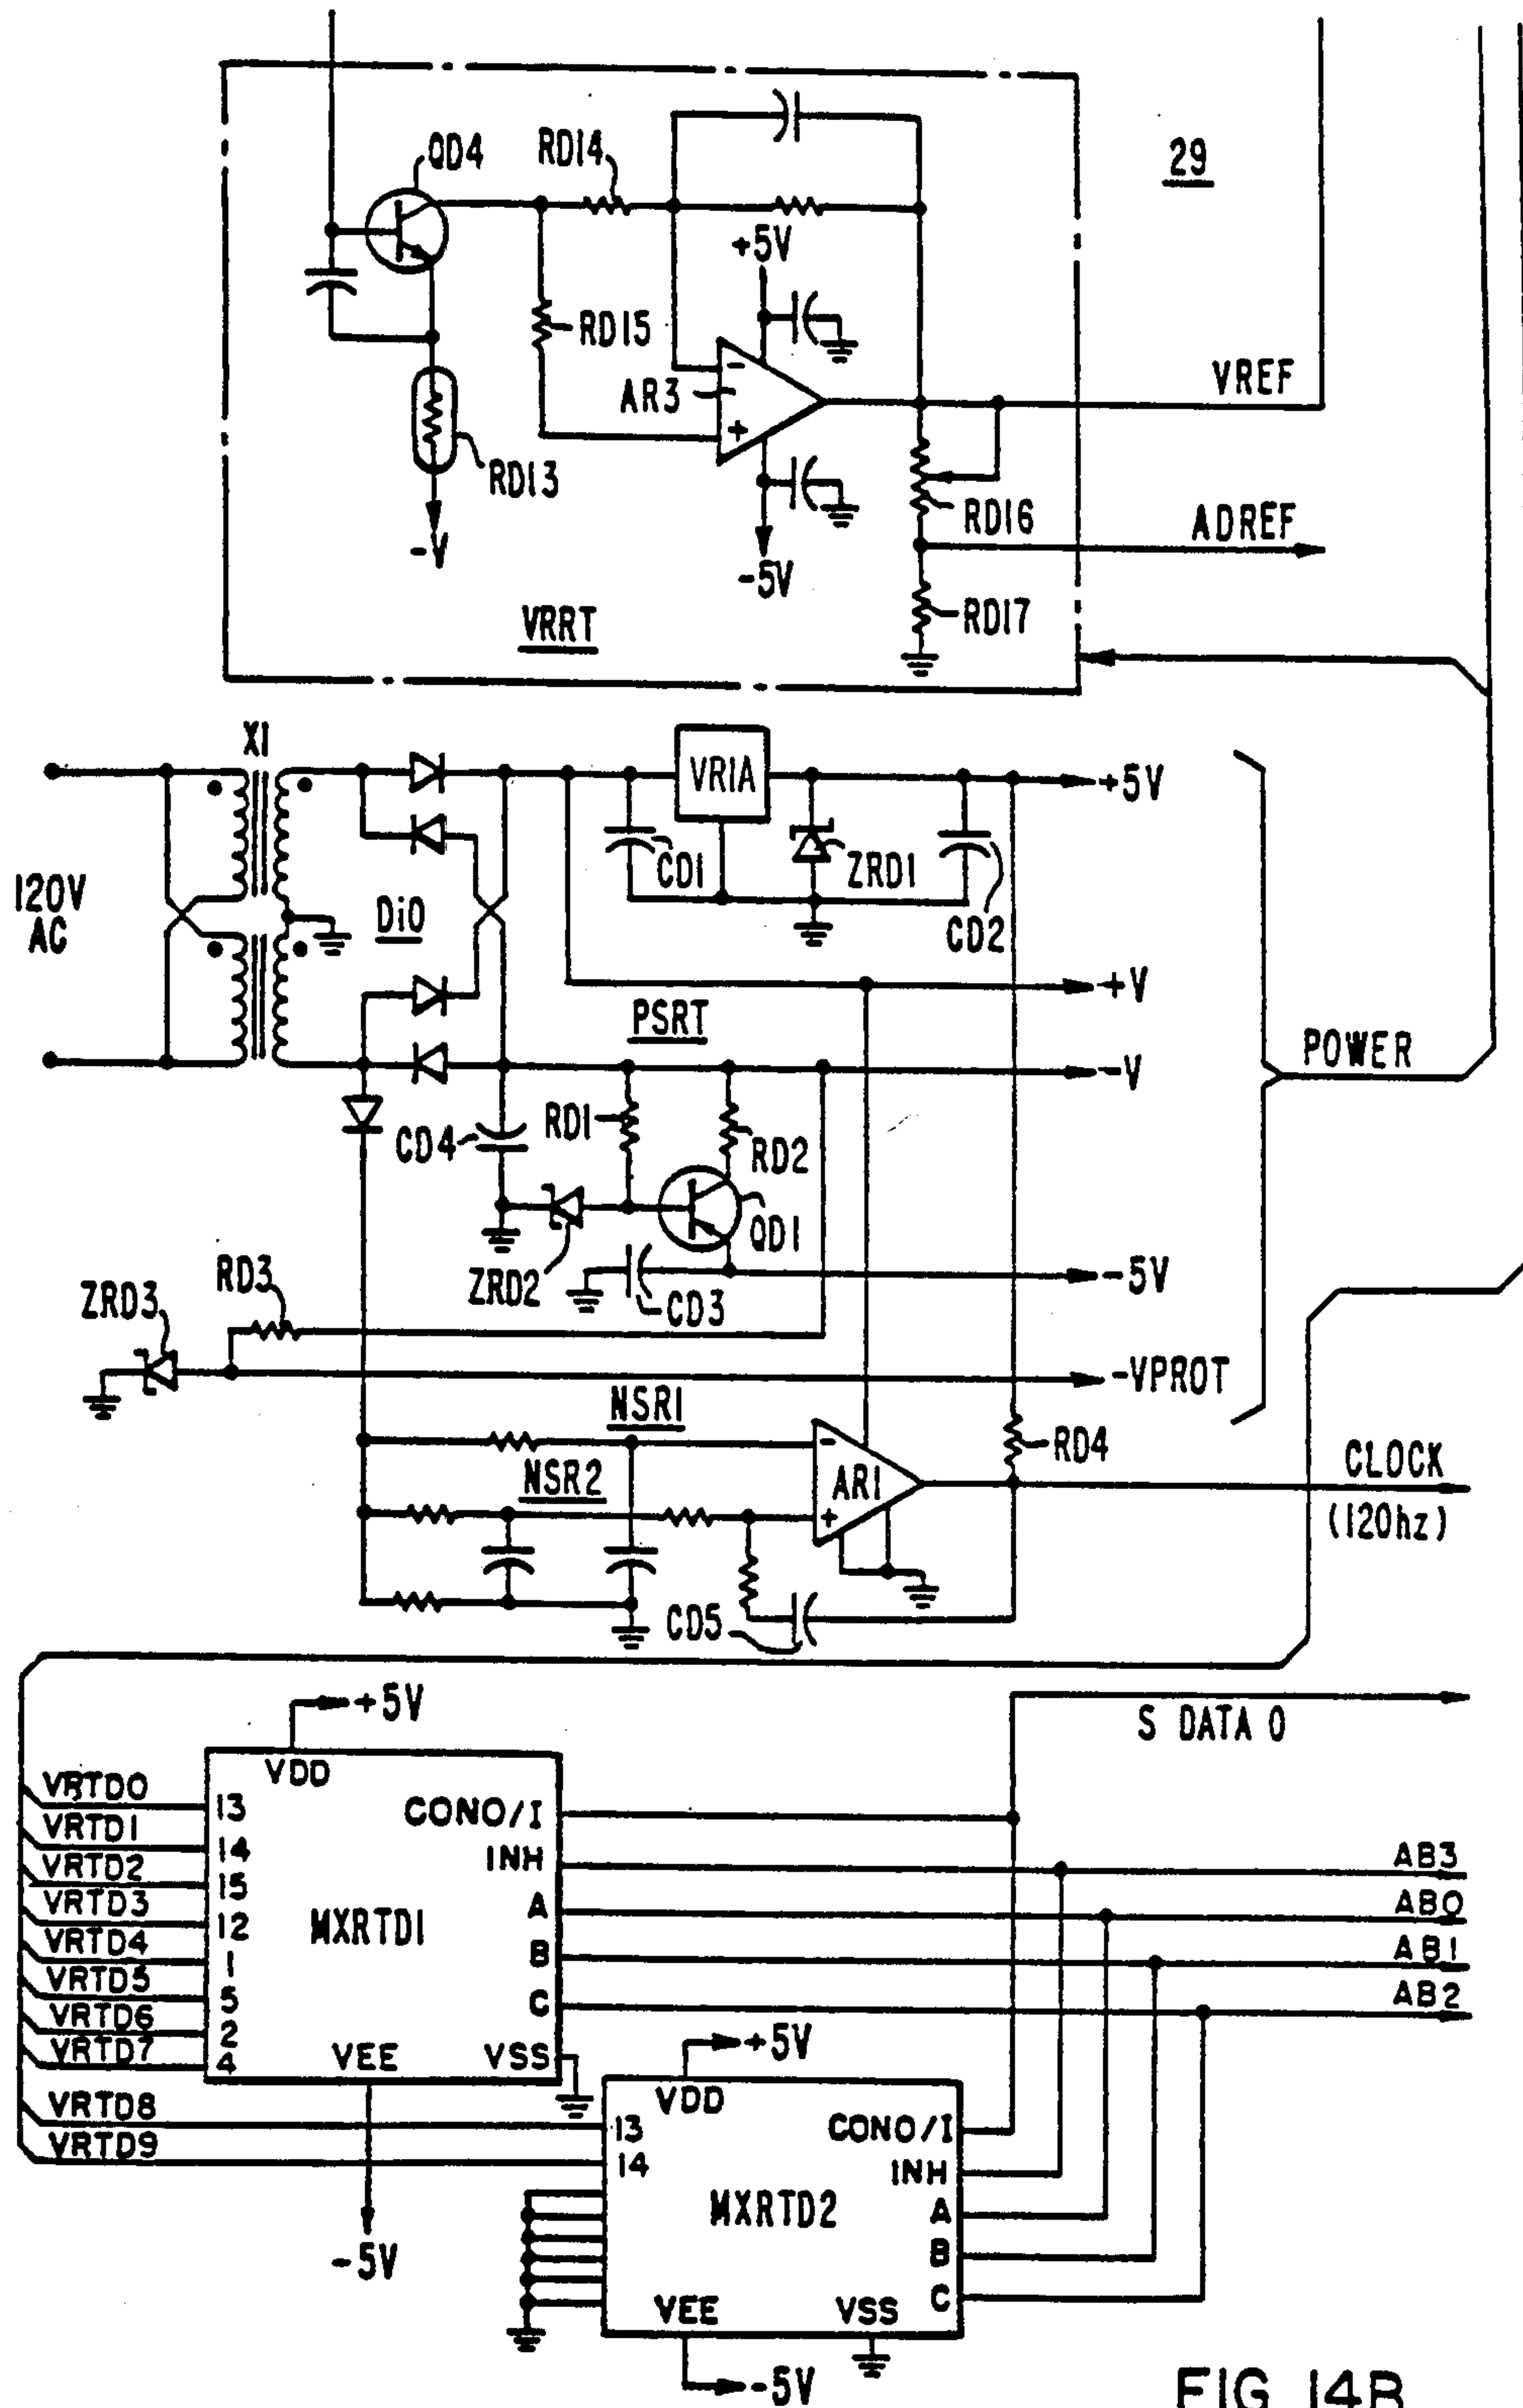 29
QD4
RD14
+5V
RD15
AR3
-
+
VREF
RD13
RD16
ADREF
-V
-5V
RD17
VRRT
X1
VR1A
+5V
120V
AC
DiO
CD1
ZRD1
CD2
+V
PSRT
POWER
-V
RD1
RD2
CD4
QD1
ZRD2
CD3
-5V
RD3
ZRD3
-VPROT
NSR1
-
RD4
CLOCK
NSR2
AR1
+
(120hz)
CD5
S DATA 0
+5V
VDD
VRTD0
13
CONO/I
VRTD1
14
INH
AB3
VRTD2
15
VRTD3
12
MXRTD1
A
AB0
VRTD4
1
B
AB1
VRTD5
5
C
AB2
VRTD6
2
VRTD7
4
VEE
VSS
+5V
VDD
VRTD8
13
CONO/I
VRTD9
14
INH
MXRTD2
A
B
C
-5V
VEE
VSS
-5V
FIG. 14B